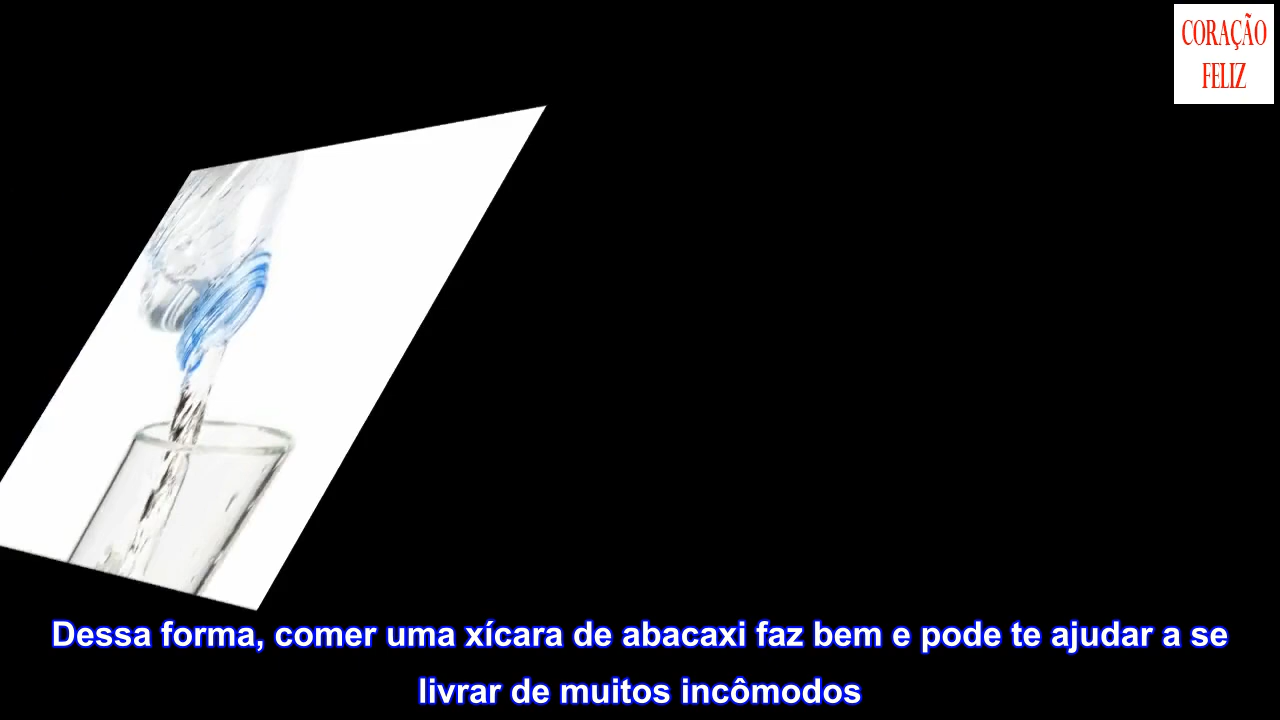 CORAÇÃO
FELIZ
Dessa forma, comer uma xícara de abacaxi faz bem e pode te ajudar a se
livrar de muitos incômodos